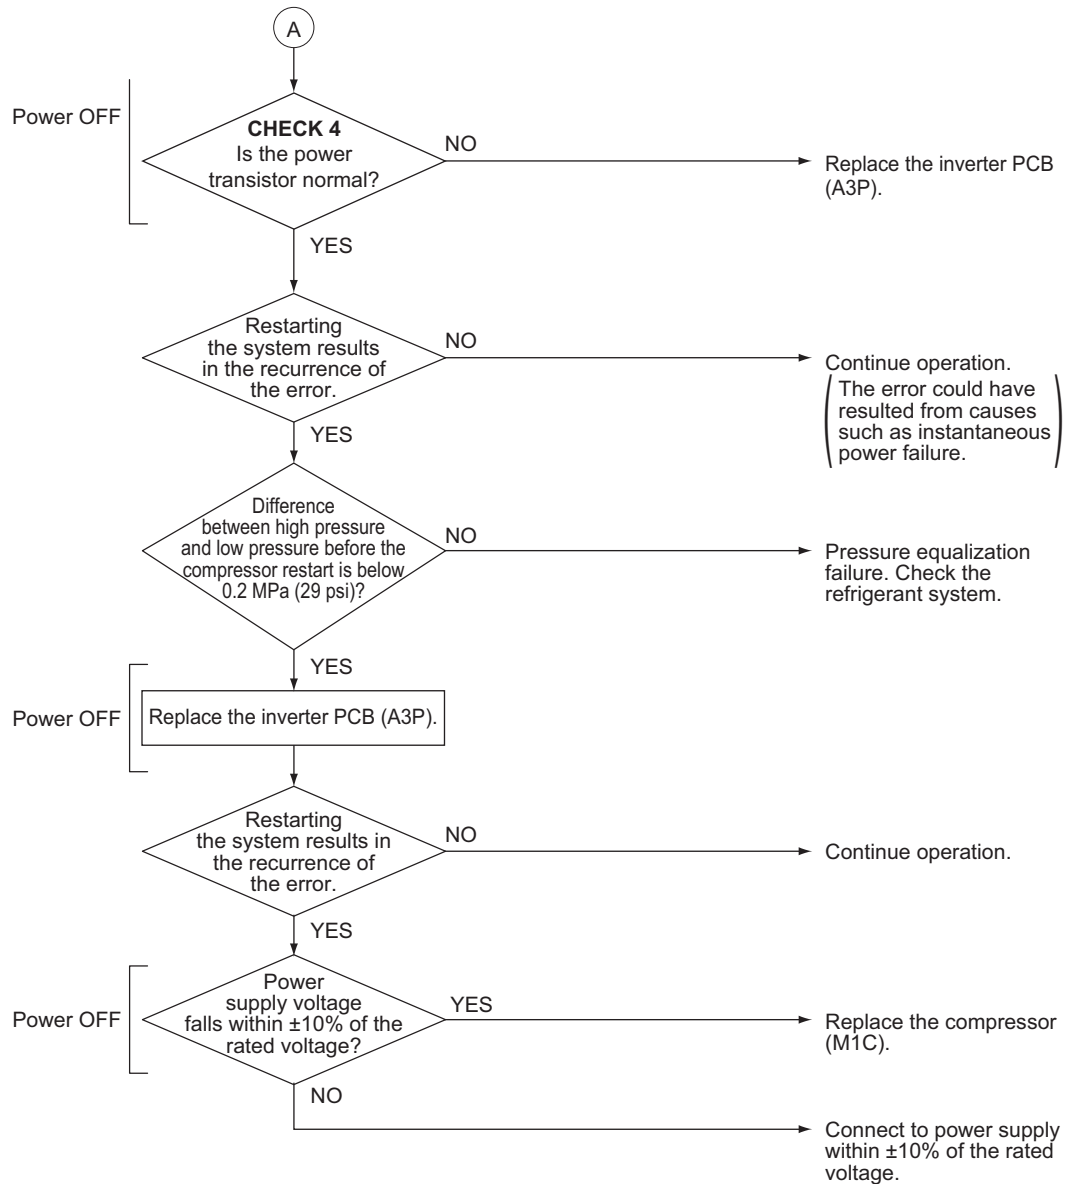 A
Power OFF
CHECK 4
Is the power
transistor normal?
NO
Replace the inverter PCB
(A3P).
YES
Restarting
the system results
in the recurrence of
the error.
NO
Continue operation.
The error could have
resulted from causes
such as instantaneous
power failure.
YES
Difference
between high pressure
and low pressure before the
compressor restart is below
0.2 MPa (29 psi)?
NO
Pressure equalization
failure. Check the
refrigerant system.
YES
Power OFF
Replace the inverter PCB (A3P).
Restarting
the system results in
the recurrence of
the error.
NO
Continue operation.
YES
Power OFF
Power
supply voltage
falls within ±10% of the
rated voltage?
YES
Replace the compressor
(M1C).
NO
Connect to power supply
within ±10% of the rated
voltage.